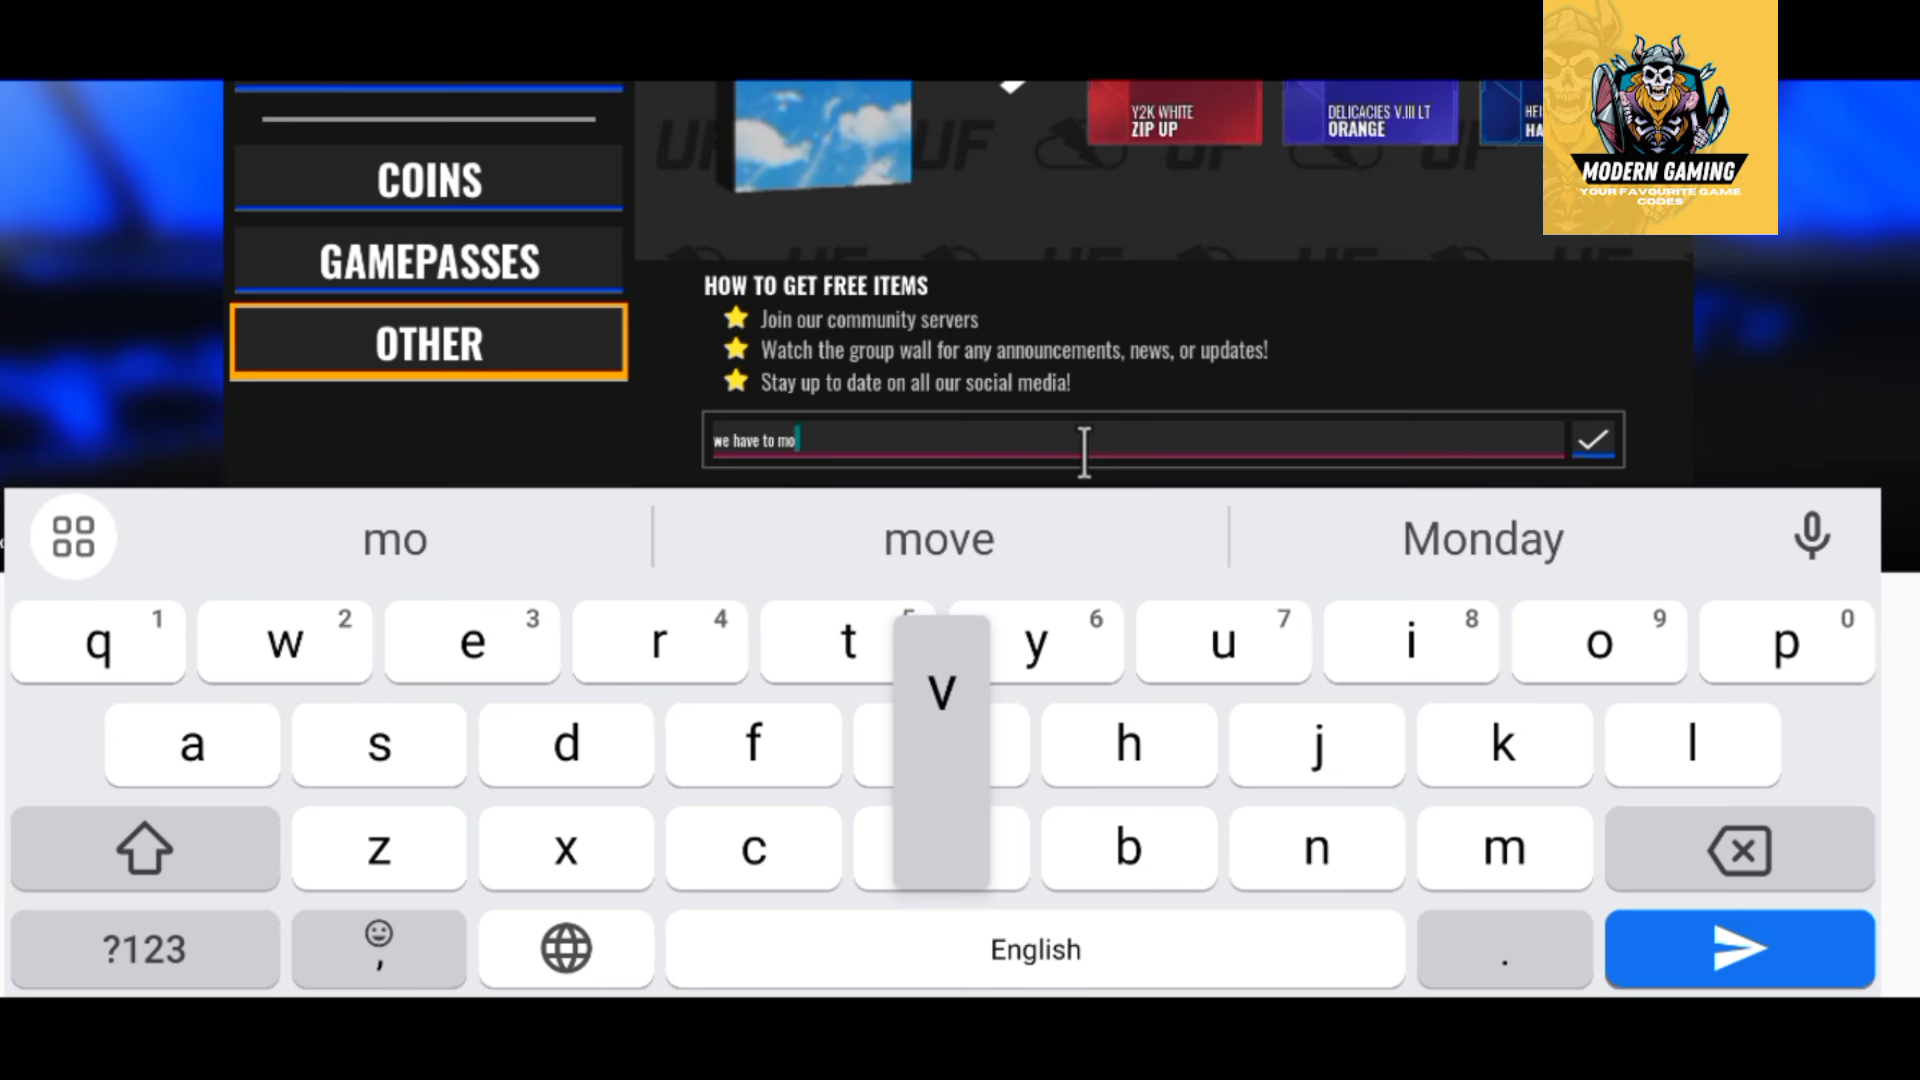 Y2K WHITE
ZIP UP
DELICACIES V.III LT
ORANGE
MODERN GAMING
YOUR FAVOURITE GAME
CODES
COINS
GAMEPASSES
OTHER
UF
UF
UF
HOW TO GET FREE ITEMS
⭐ Join our community servers
⭐ Watch the group wall for any announcements, news, or updates!
⭐ Stay up to date on all our social media!
we have to mo
mo move Monday
q 1 w 2 e 3 r 4 t y 6 u 7 i 8 o 9 p 0
v
a s d f h j k l
z x c b n m
?123 , English .